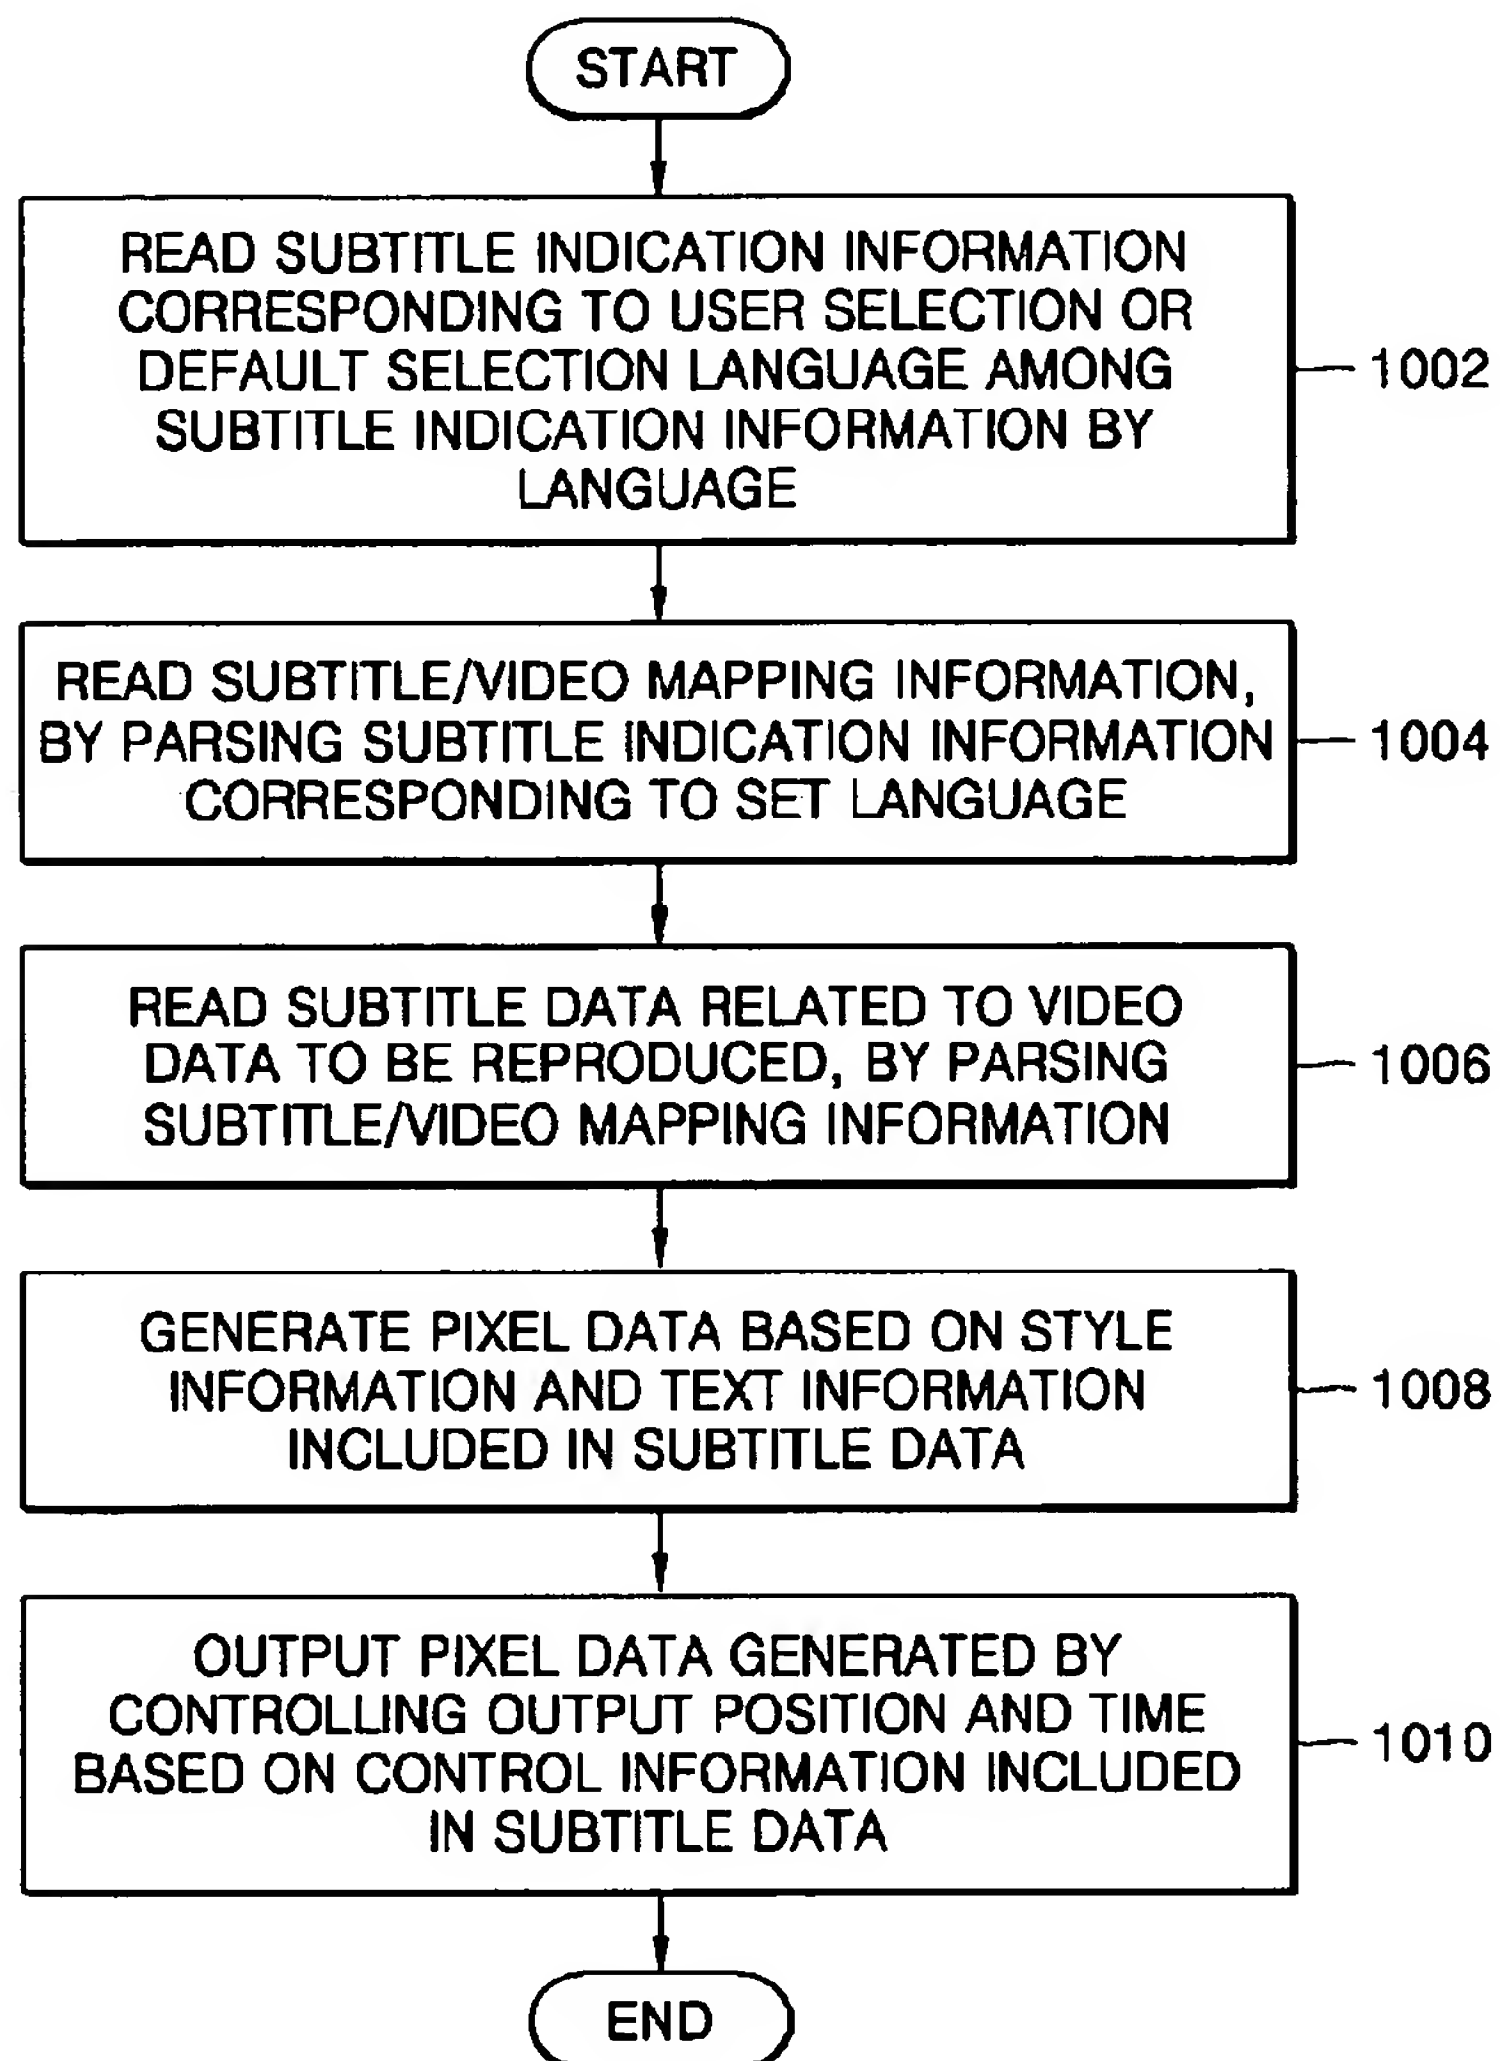 START
READ SUBTITLE INDICATION INFORMATION
CORRESPONDING TO USER SELECTION OR
DEFAULT SELECTION LANGUAGE AMONG
SUBTITLE INDICATION INFORMATION BY
LANGUAGE
1002
READ SUBTITLE/VIDEO MAPPING INFORMATION,
BY PARSING SUBTITLE INDICATION INFORMATION
CORRESPONDING TO SET LANGUAGE
1004
READ SUBTITLE DATA RELATED TO VIDEO
DATA TO BE REPRODUCED, BY PARSING
SUBTITLE/VIDEO MAPPING INFORMATION
1006
GENERATE PIXEL DATA BASED ON STYLE
INFORMATION AND TEXT INFORMATION
INCLUDED IN SUBTITLE DATA
1008
OUTPUT PIXEL DATA GENERATED BY
CONTROLLING OUTPUT POSITION AND TIME
BASED ON CONTROL INFORMATION INCLUDED
IN SUBTITLE DATA
1010
END